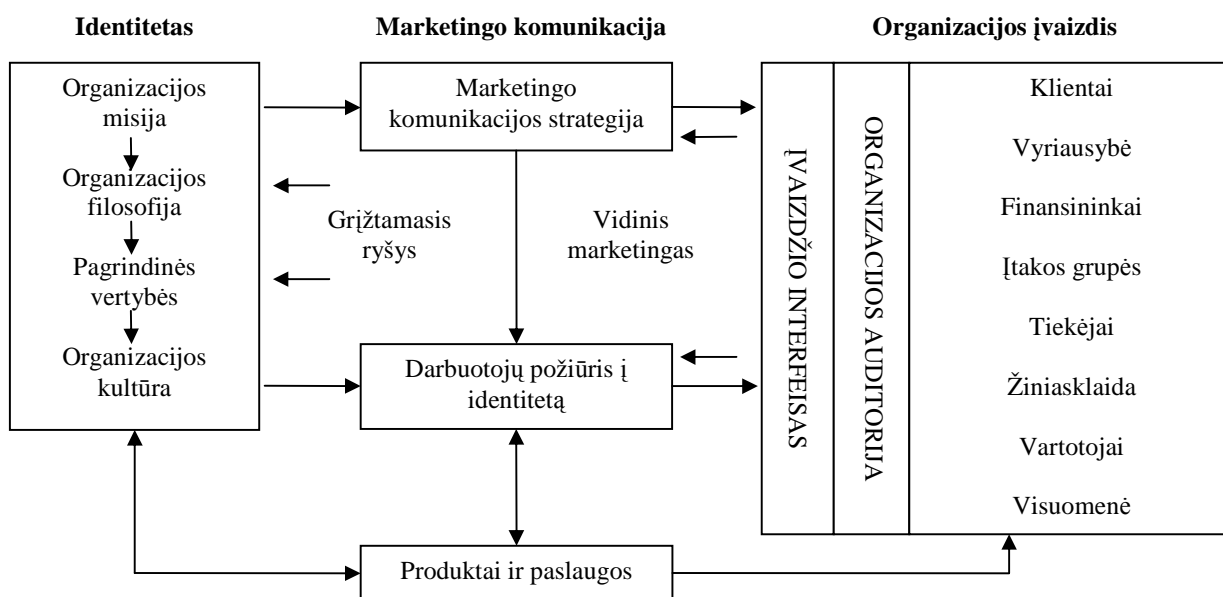 Identitetas
Marketingo komunikacija
Organizacijos įvaizdis
Organizacijos
misija
Organizacijos
filosofija
Pagrindinės
vertybės
Organizacijos
kultūra
Grįžtamasis
ryšys
Marketingo
komunikacijos strategija
Vidinis
marketingas
Darbuotojų požiūris į
identitetą
Produktai ir paslaugos
ĮVAIZDŽIO INTERFEISAS
ORGANIZACIJOS AUDITORIJA
Klientai
Vyriausybė
Finansininkai
Įtakos grupės
Tiekėjai
Žiniasklaida
Vartotojai
Visuomenė